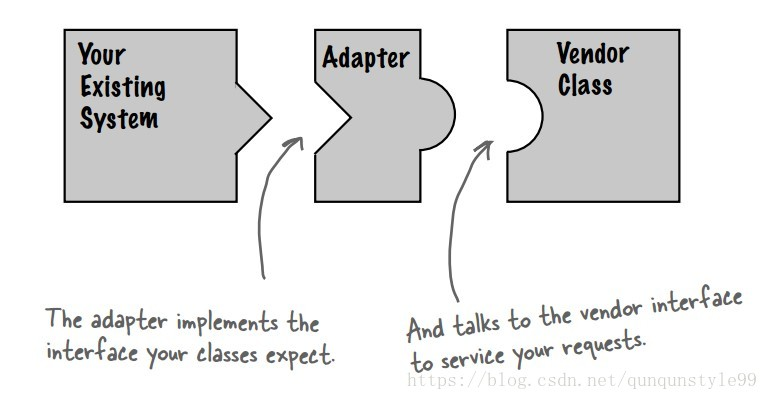 Your
Existing
System
Adapter
Vendor
Class
The adapter implements the
interface your classes expect.
And talks to the vendor interface
to service your requests.
https://blog.csdn.net/qunqunstyle99